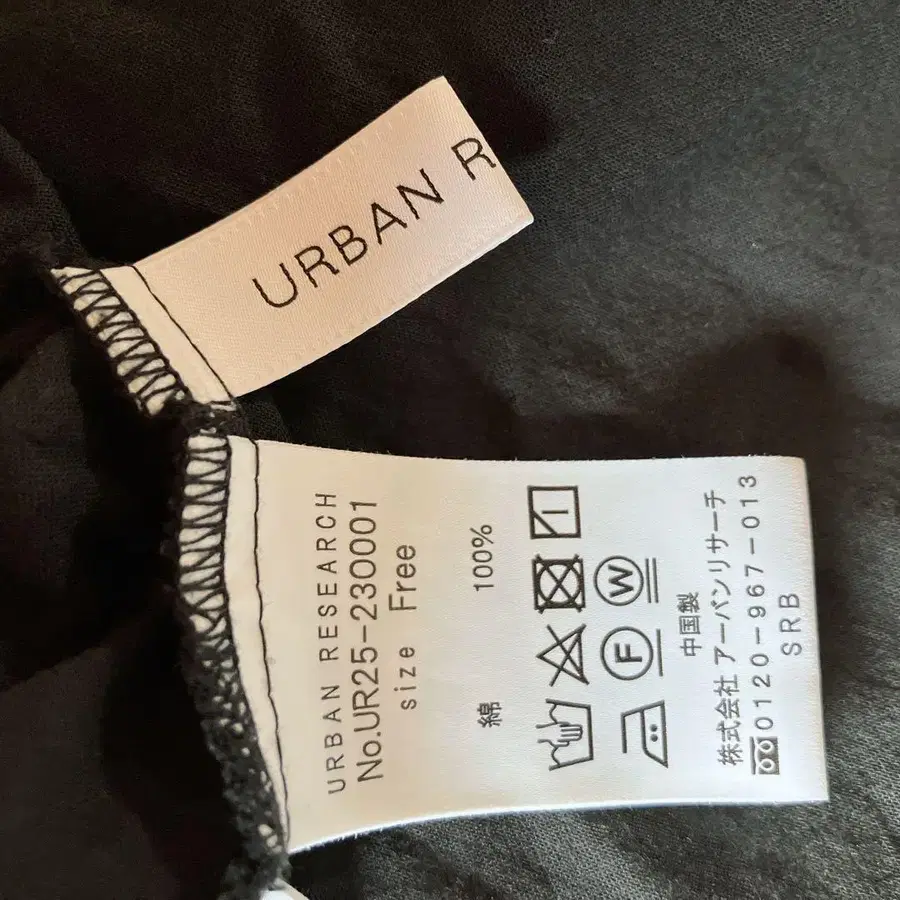 URBAN R
URBAN RESEARCH
No.UR25-230001
size Free
綿 100%
F W
中国製
株式会社 アーバンリサーチ
0120-967-013
SRB